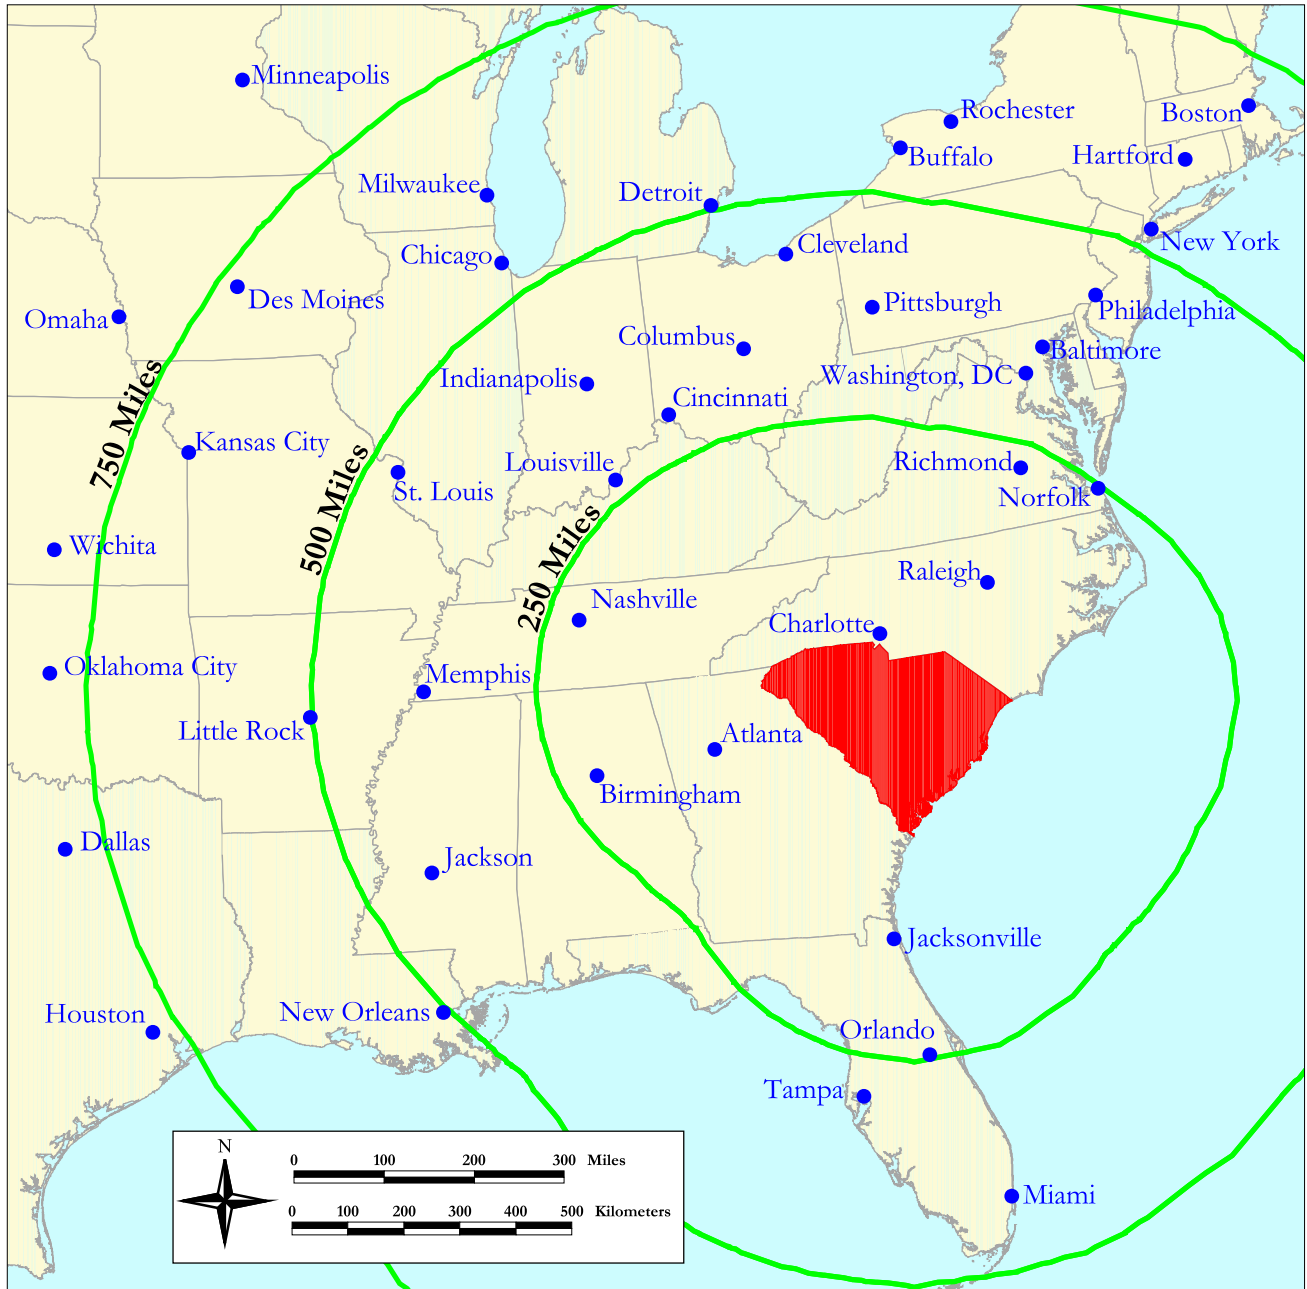 Minneapolis
Rochester
Boston
Buffalo
Hartford
Milwaukee
Detroit
New York
Chicago
Cleveland
Des Moines
Omaha
Pittsburgh
Philadelphia
Columbus
Baltimore
Washington, DC
Indianapolis
Cincinnati
750 Miles
Kansas City
500 Miles
St. Louis
Louisville
Richmond
Norfolk
250 Miles
Wichita
Raleigh
Nashville
Charlotte
Oklahoma City
Memphis
Little Rock
Atlanta
Birmingham
Dallas
Jackson
Jacksonville
Houston
New Orleans
Orlando
Tampa
Miami
N
0 100 200 300 Miles
0 100 200 300 400 500 Kilometers